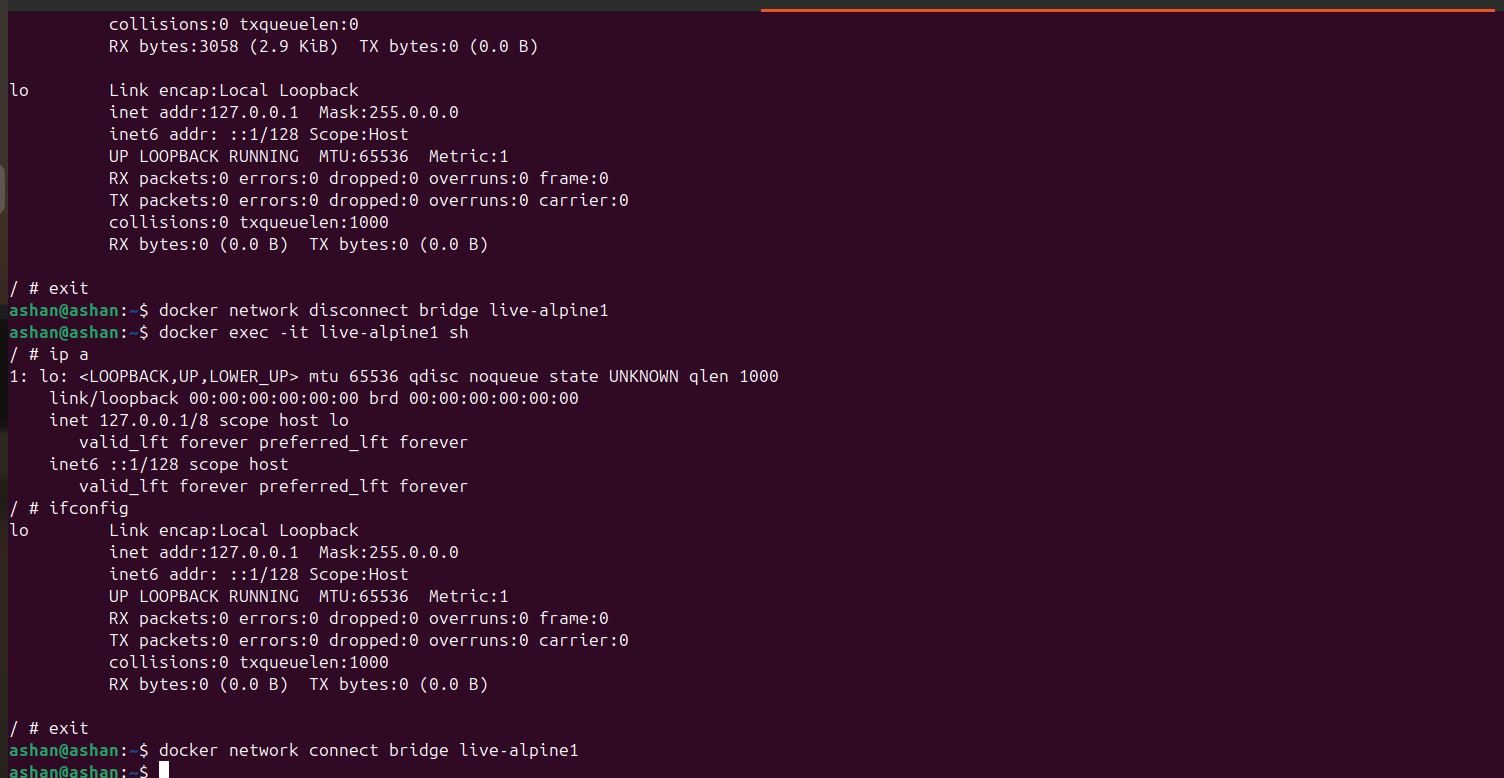 collisions:0 txqueuelen:0
RX bytes:3058 (2.9 KiB)  TX bytes:0 (0.0 B)
lo        Link encap:Local Loopback
inet addr:127.0.0.1  Mask:255.0.0.0
inet6 addr: ::1/128 Scope:Host
UP LOOPBACK RUNNING  MTU:65536  Metric:1
RX packets:0 errors:0 dropped:0 overruns:0 frame:0
TX packets:0 errors:0 dropped:0 overruns:0 carrier:0
collisions:0 txqueuelen:1000
RX bytes:0 (0.0 B)  TX bytes:0 (0.0 B)
/ # exit
ashan@ashan:~$ docker network disconnect bridge live-alpine1
ashan@ashan:~$ docker exec -it live-alpine1 sh
/ # ip a
1: lo: <LOOPBACK,UP,LOWER_UP> mtu 65536 qdisc noqueue state UNKNOWN qlen 1000
link/loopback 00:00:00:00:00:00 brd 00:00:00:00:00:00
inet 127.0.0.1/8 scope host lo
valid_lft forever preferred_lft forever
inet6 ::1/128 scope host
valid_lft forever preferred_lft forever
/ # ifconfig
lo        Link encap:Local Loopback
inet addr:127.0.0.1  Mask:255.0.0.0
inet6 addr: ::1/128 Scope:Host
UP LOOPBACK RUNNING  MTU:65536  Metric:1
RX packets:0 errors:0 dropped:0 overruns:0 frame:0
TX packets:0 errors:0 dropped:0 overruns:0 carrier:0
collisions:0 txqueuelen:1000
RX bytes:0 (0.0 B)  TX bytes:0 (0.0 B)
/ # exit
ashan@ashan:~$ docker network connect bridge live-alpine1
ashan@ashan:~$